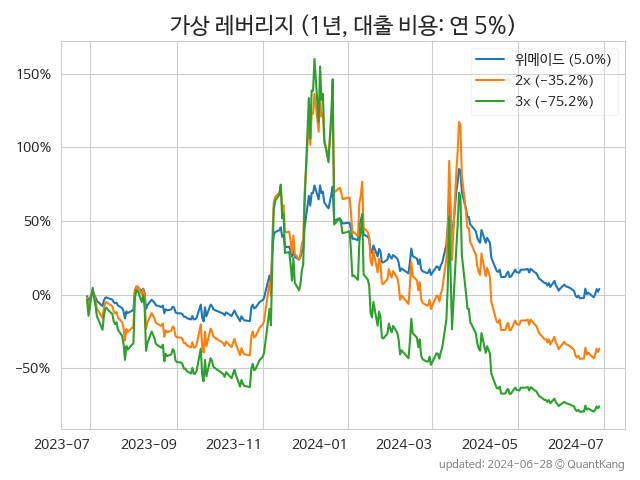 가상 레버리지 (1년, 대출 비용: 연 5%)
위메이드 (5.0%)
2x (−35.2%)
3x (−75.2%)
150%
100%
50%
0%
−50%
2023-07
2023-09
2023-11
2024-01
2024-03
2024-05
2024-07
updated: 2024-06-28 © QuantKang